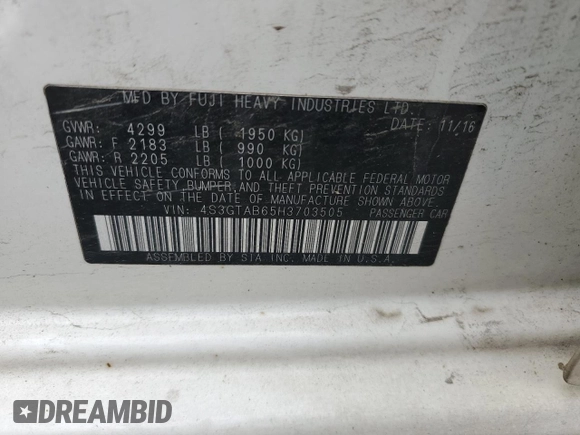 MFD BY FUJI HEAVY INDUSTRIES LTD.
DATE: 11/16
GVWR: 4299 LB ( 1950 KG)
GAWR: F 2183 LB ( 990 KG)
GAWR: R 2205 LB ( 1000 KG)
THIS VEHICLE CONFORMS TO ALL APPLICABLE FEDERAL MOTOR
VEHICLE SAFETY, BUMPER AND THEFT PREVENTION STANDARDS
IN EFFECT ON THE DATE OF MANUFACTURE SHOWN ABOVE.
VIN: 4S3GTAB65H3703505 PASSENGER CAR
ASSEMBLED BY SIA INC. MADE IN U.S.A.
DREAMBID